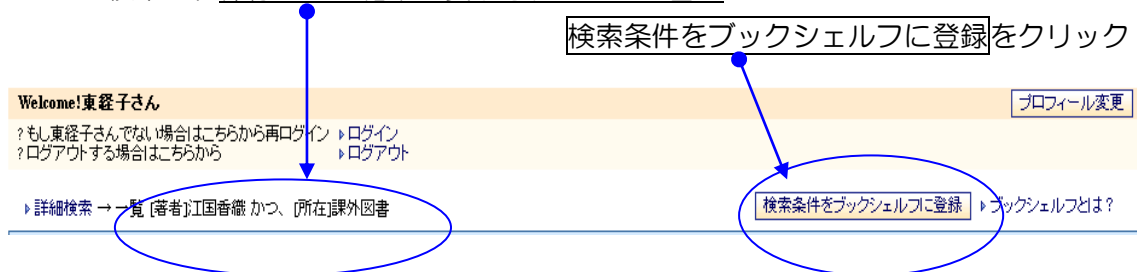 検索条件をブックシェルフに登録をクリック
Welcome!東経子さん
プロフィール変更
?もし東経子さんでない場合はこちらから再ログイン ▶ログイン
?ログアウトする場合はこちらから ▶ログアウト
▶詳細検索 → 一覧 [著者]江国香織 かつ、[所在]課外図書
検索条件をブックシェルフに登録 ▶ブックシェルフとは?